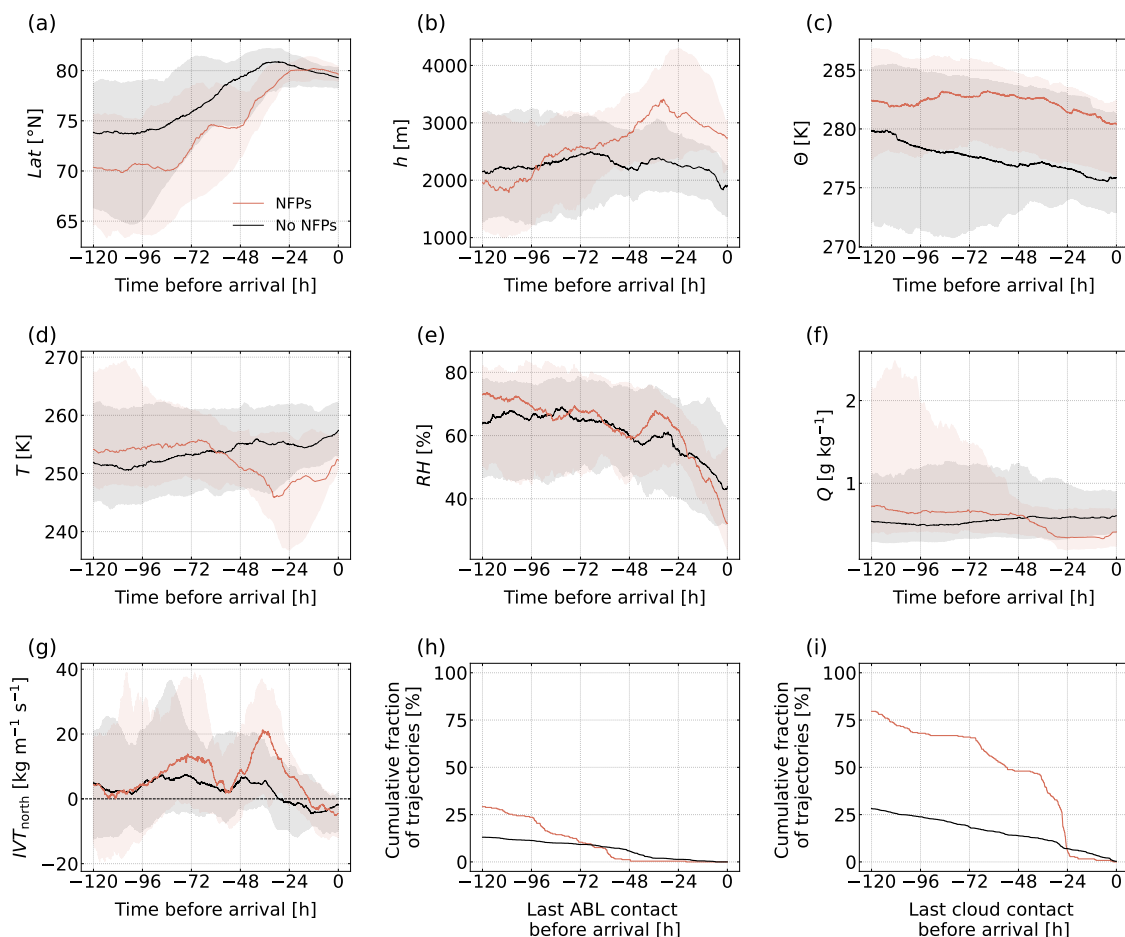 (a)
Lat [°N]
80
75
70
65
NFPs
No NFPs
−120 −96 −72 −48 −24 0
Time before arrival [h]
(b)
h [m]
4000
3000
2000
1000
−120 −96 −72 −48 −24 0
Time before arrival [h]
(c)
Θ [K]
285
280
275
270
−120 −96 −72 −48 −24 0
Time before arrival [h]
(d)
T [K]
270
260
250
240
−120 −96 −72 −48 −24 0
Time before arrival [h]
(e)
RH [%]
80
60
40
−120 −96 −72 −48 −24 0
Time before arrival [h]
(f)
Q [g kg⁻¹]
2
1
−120 −96 −72 −48 −24 0
Time before arrival [h]
(g)
IVTnorth [kg m⁻¹ s⁻¹]
40
20
0
−20
−120 −96 −72 −48 −24 0
Time before arrival [h]
(h)
Cumulative fraction
of trajectories [%]
100
75
50
25
0
−120 −96 −72 −48 −24 0
Last ABL contact
before arrival [h]
(i)
Cumulative fraction
of trajectories [%]
100
75
50
25
0
−120 −96 −72 −48 −24 0
Last cloud contact
before arrival [h]